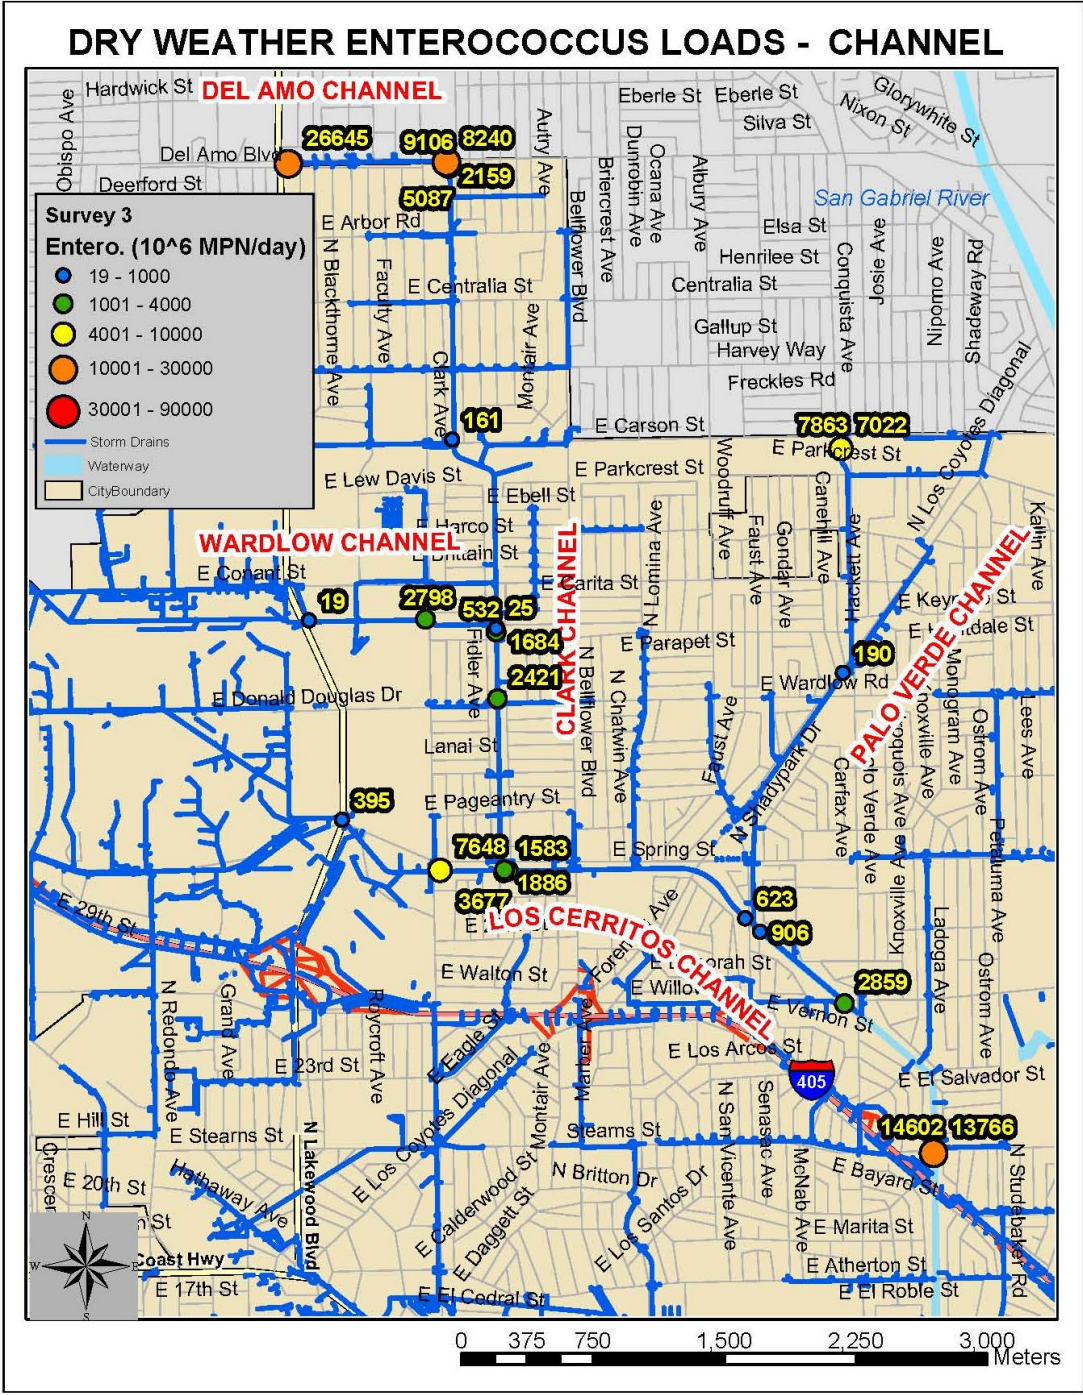 DRY WEATHER ENTEROCOCCUS LOADS - CHANNEL
Hardwick St
DEL AMO CHANNEL
Obispo Ave
Eberle St
Eberle St
Glorywhite St
Nixon St
Silva St
Autry Ave
26645
9106
8240
Del Amo Blvd
2159
Deerford St
5087
Dunrobin Ave
Ocana Ave
Albury Ave
Briercrest Ave
Bellflower Blvd
San Gabriel River
Survey 3
Entero. (10^6 MPN/day)
19 - 1000
1001 - 4000
4001 - 10000
10001 - 30000
30001 - 90000
Storm Drains
Waterway
CityBoundary
E Arbor Rd
N Blackthorne Ave
Faculty Ave
E Centralia St
Montair Ave
Clark Ave
Elsa St
Henrilee St
Centralia St
Conquista Ave
Josie Ave
Nipomo Ave
Shadeway Rd
Gallup St
Harvey Way
Freckles Rd
161
E Carson St
7863
7022
E Parkcrest St
E Parkcrest St
N Los Coyotes Diagonal
E Lew Davis St
E Ebell St
Woodruff Ave
Canehill Ave
Faust Ave
Gondar Ave
Hackett Ave
Kallin Ave
E Harco St
WARDLOW CHANNEL
E Brittain St
CLARK CHANNEL
N Lomina Ave
E Conant St
E Carita St
PALO VERDE CHANNEL
19
2798
532
25
1684
E Parapet St
190
E Wardlow Rd
Fidler Ave
2421
E Donald Douglas Dr
N Bellflower Blvd
N Chatwin Ave
Faust Ave
N Shadypark Dr
Monogram Ave
Knoxville Ave
Ostrom Ave
Lees Ave
Lanai St
395
E Pageantry St
Carfax Ave
Palo Verde Ave
Iroquois Ave
Knoxville Ave
Petaluma Ave
7648
1583
E Spring St
1886
3677
LOS CERRITOS CHANNEL
623
906
E 29th St
E Walton St
2859
E Vernon St
Ladoga Ave
Ostrom Ave
N Redondo Ave
Grand Ave
Roycroft Ave
E Eagle St
E Los Arcos St
405
E El Salvador St
E 23rd St
E Los Coyotes Diagonal
Montair Ave
E Hill St
E Stearns St
Stearns St
14602
13766
N San Vicente Ave
Senasac Ave
McNab Ave
E Bayard St
N Studebaker Rd
E 20th St
Hathaway Ave
N Lakewood Blvd
N Britton Dr
E Calderwood St
E Daggett St
E Los Santos Dr
E Marita St
E Atherton St
E El Roble St
Coast Hwy
E 17th St
E El Cedral St
N
W
E
S
0 375 750 1,500 2,250 3,000
Meters